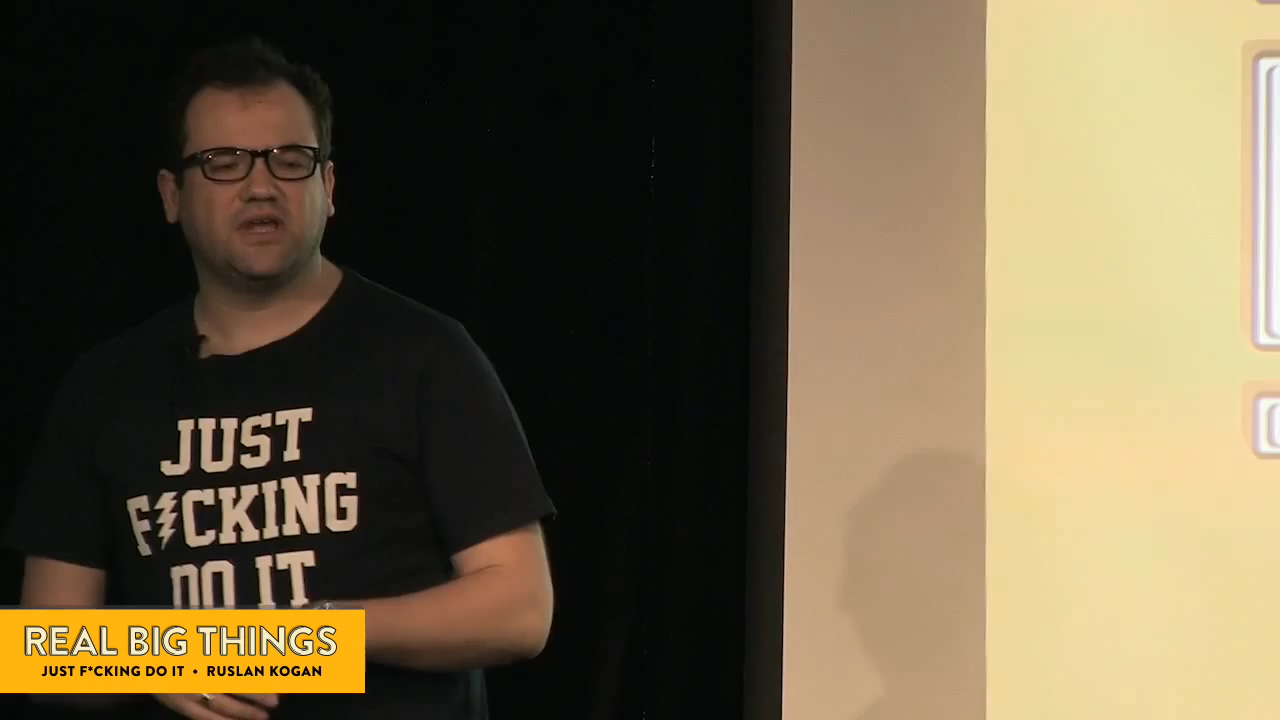 JUST
F⚡CKING
DO IT
REAL BIG THINGS
JUST F*CKING DO IT • RUSLAN KOGAN